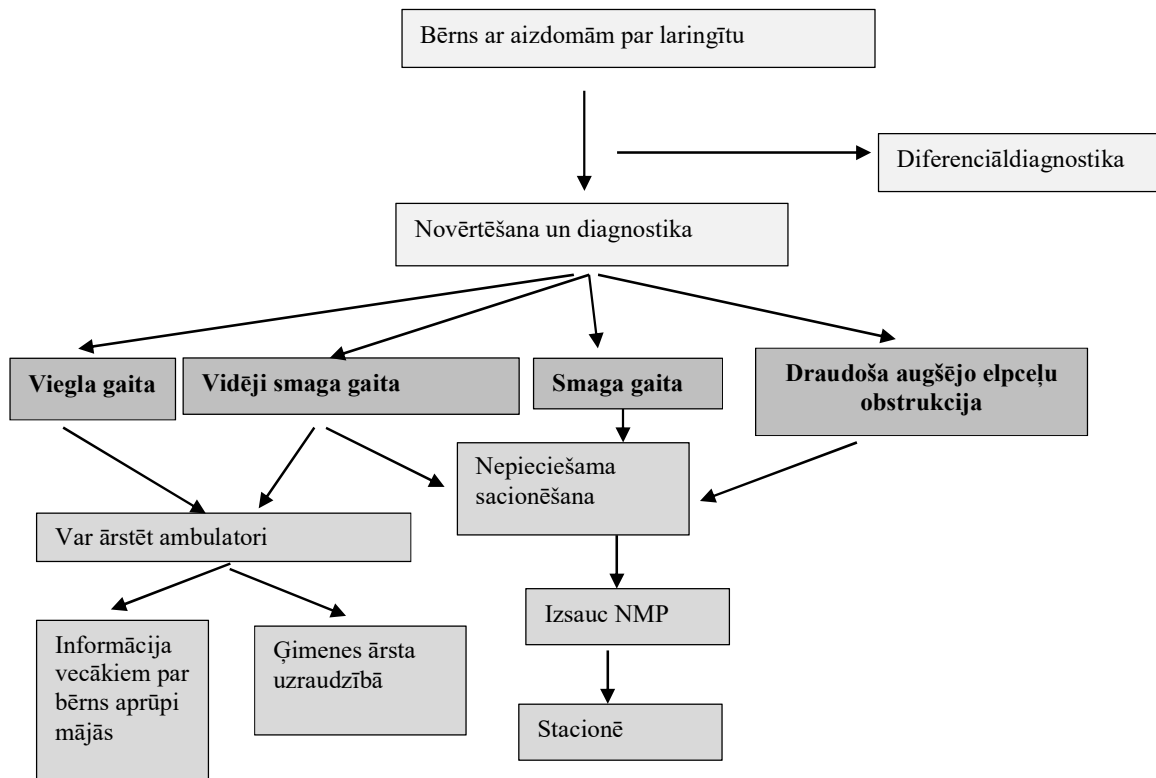 Bērns ar aizdomām par laringītu
Diferenciāldiagnostika
Novērtēšana un diagnostika
Viegla gaita
Vidēji smaga gaita
Smaga gaita
Draudoša augšējo elpceļu
obstrukcija
Nepieciešama
sacionēšana
Var ārstēt ambulatori
Izsauc NMP
Informācija
vecākiem par
bērns aprūpi
mājās
Ģimenes ārsta
uzraudzībā
Stacionē